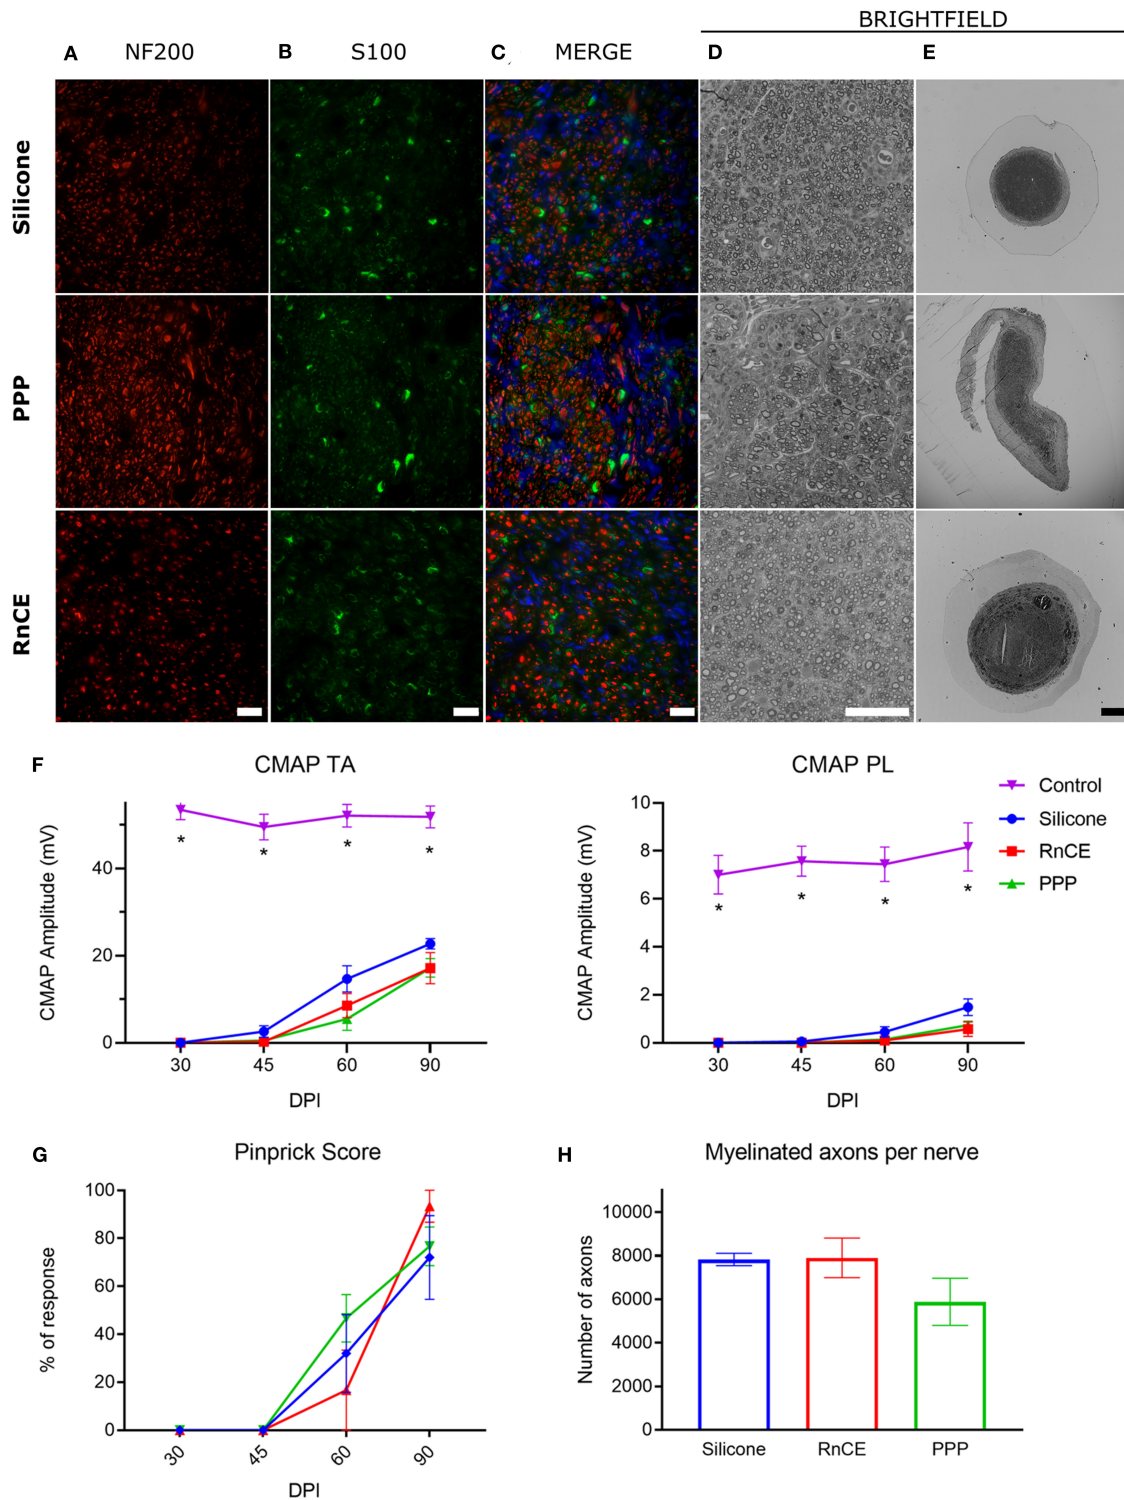 BRIGHTFIELD
A NF200 B S100 C MERGE D E
Silicone
PPP
RnCE
F CMAP TA CMAP PL
Control
Silicone
RnCE
PPP
CMAP Amplitude (mV)
40
20
0
30 45 60 90
DPI
*
*
*
*
CMAP Amplitude (mV)
10
8
6
4
2
0
30 45 60 90
DPI
*
*
*
*
G Pinprick Score
% of response
100
80
60
40
20
0
30 45 60 90
DPI
H Myelinated axons per nerve
Number of axons
10000
8000
6000
4000
2000
0
Silicone RnCE PPP